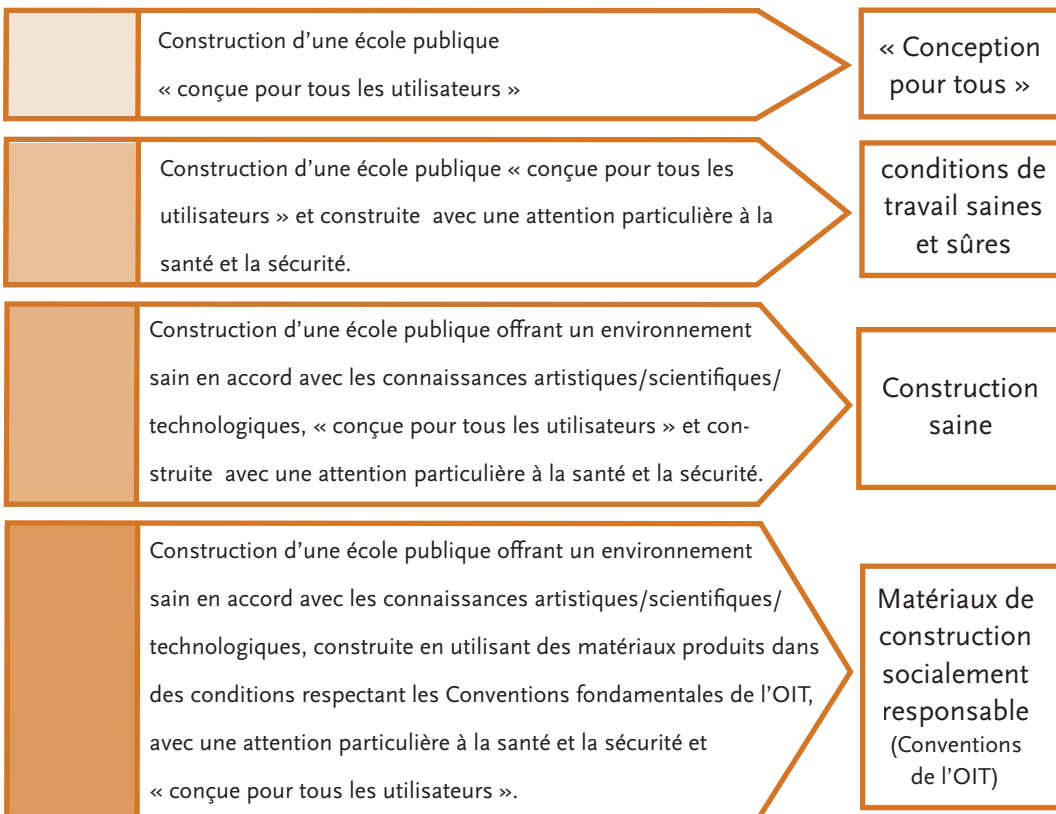 Construction d’une école publique
« conçue pour tous les utilisateurs »
« Conception
pour tous »
Construction d’une école publique « conçue pour tous les
utilisateurs » et construite avec une attention particulière à la
santé et la sécurité.
conditions de
travail saines
et sûres
Construction d’une école publique offrant un environnement
sain en accord avec les connaissances artistiques/scientifiques/
technologiques, « conçue pour tous les utilisateurs » et con-
struite avec une attention particulière à la santé et la sécurité.
Construction
saine
Construction d’une école publique offrant un environnement
sain en accord avec les connaissances artistiques/scientifiques/
technologiques, construite en utilisant des matériaux produits dans
des conditions respectant les Conventions fondamentales de l’OIT,
avec une attention particulière à la santé et la sécurité et
« conçue pour tous les utilisateurs ».
Matériaux de
construction
socialement
responsable
(Conventions
de l’OIT)